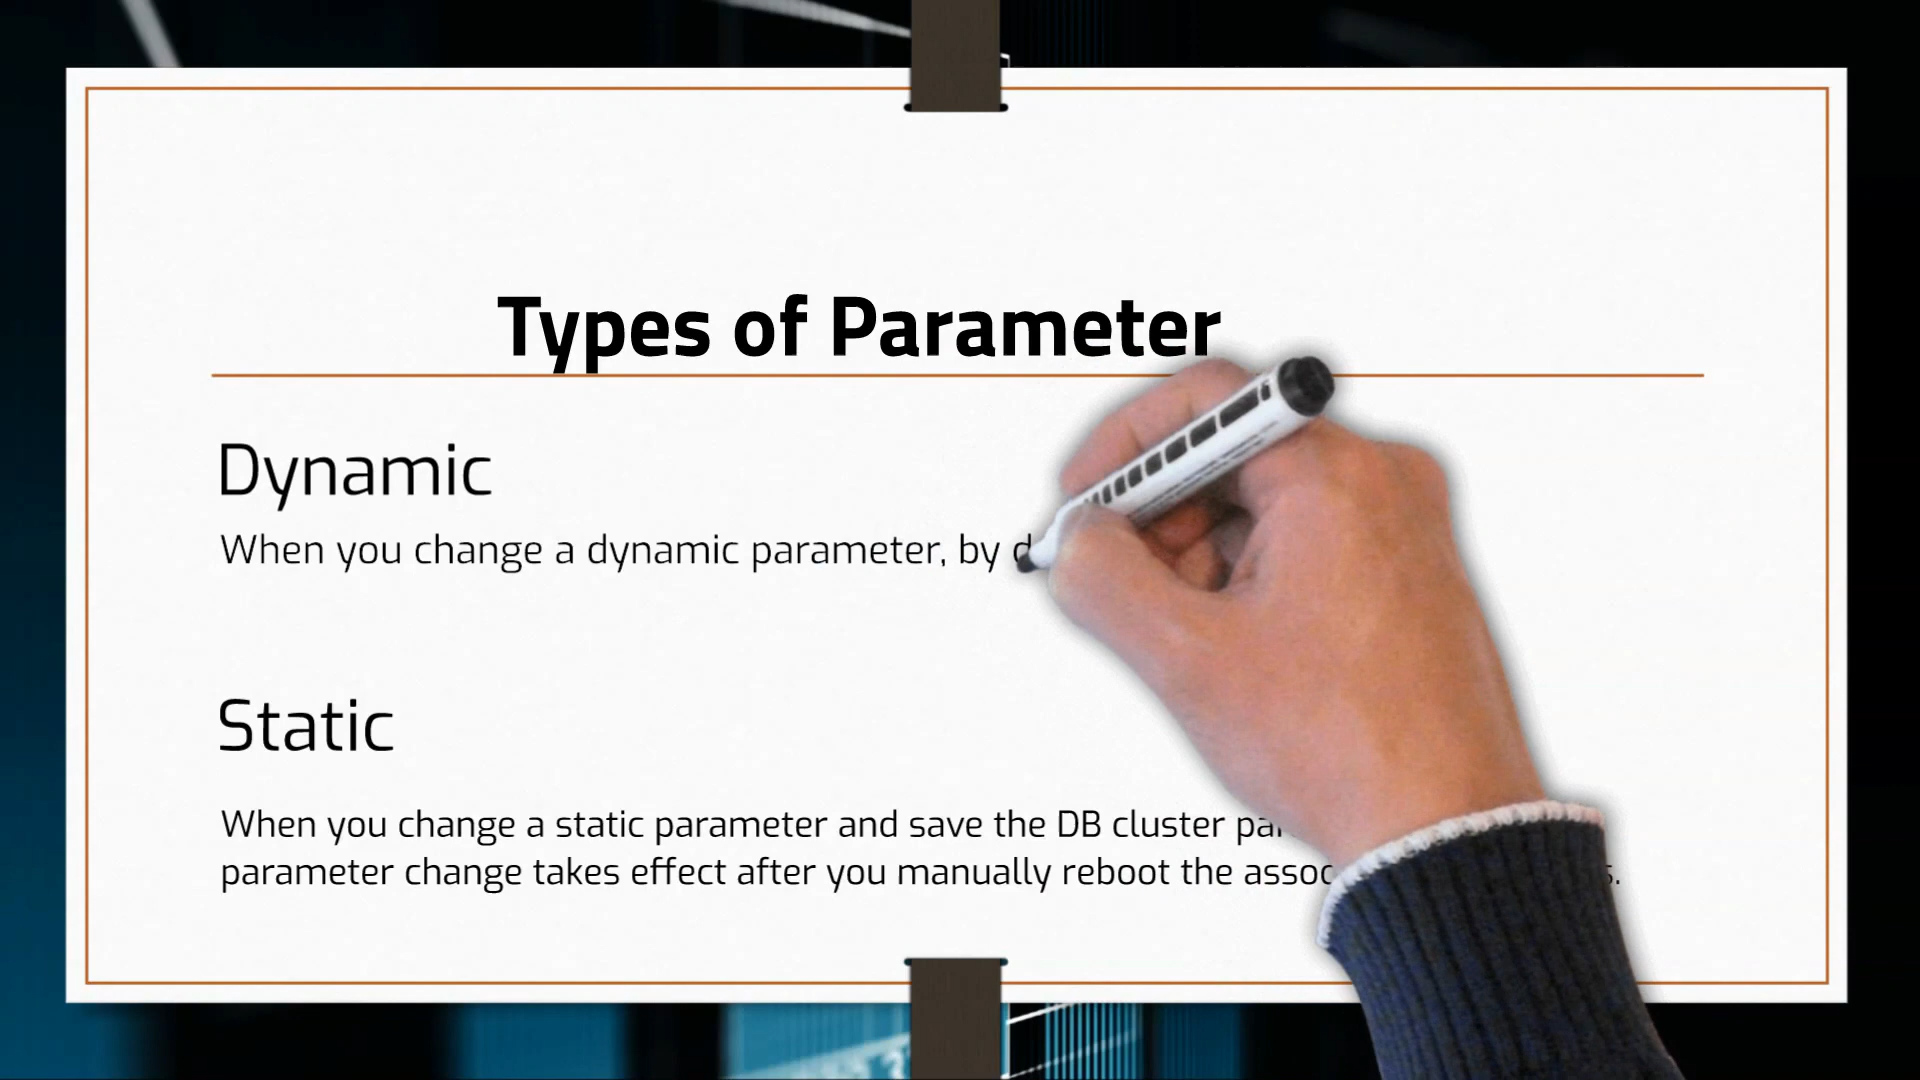 Types of Parameter
Dynamic
When you change a dynamic parameter, by
Static
When you change a static parameter and save the DB cluster
parameter change takes effect after you manually reboot the